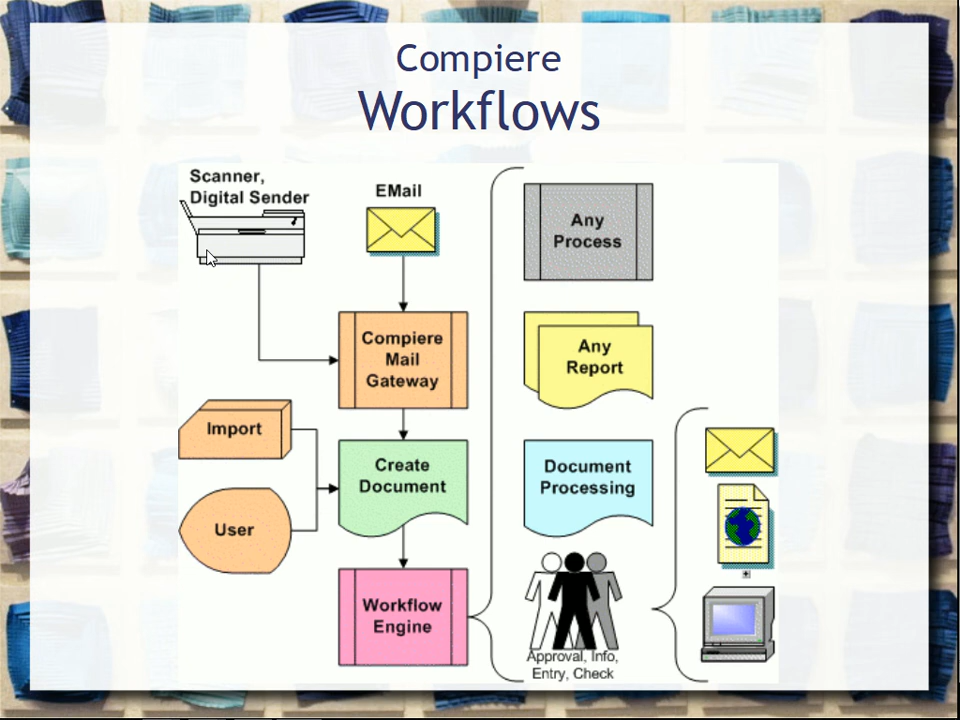 Compiere
Workflows
Scanner,
Digital Sender
EMail
Any
Process
Compiere
Mail
Gateway
Any
Report
Import
Create
Document
Document
Processing
User
Workflow
Engine
Approval, Info,
Entry, Check